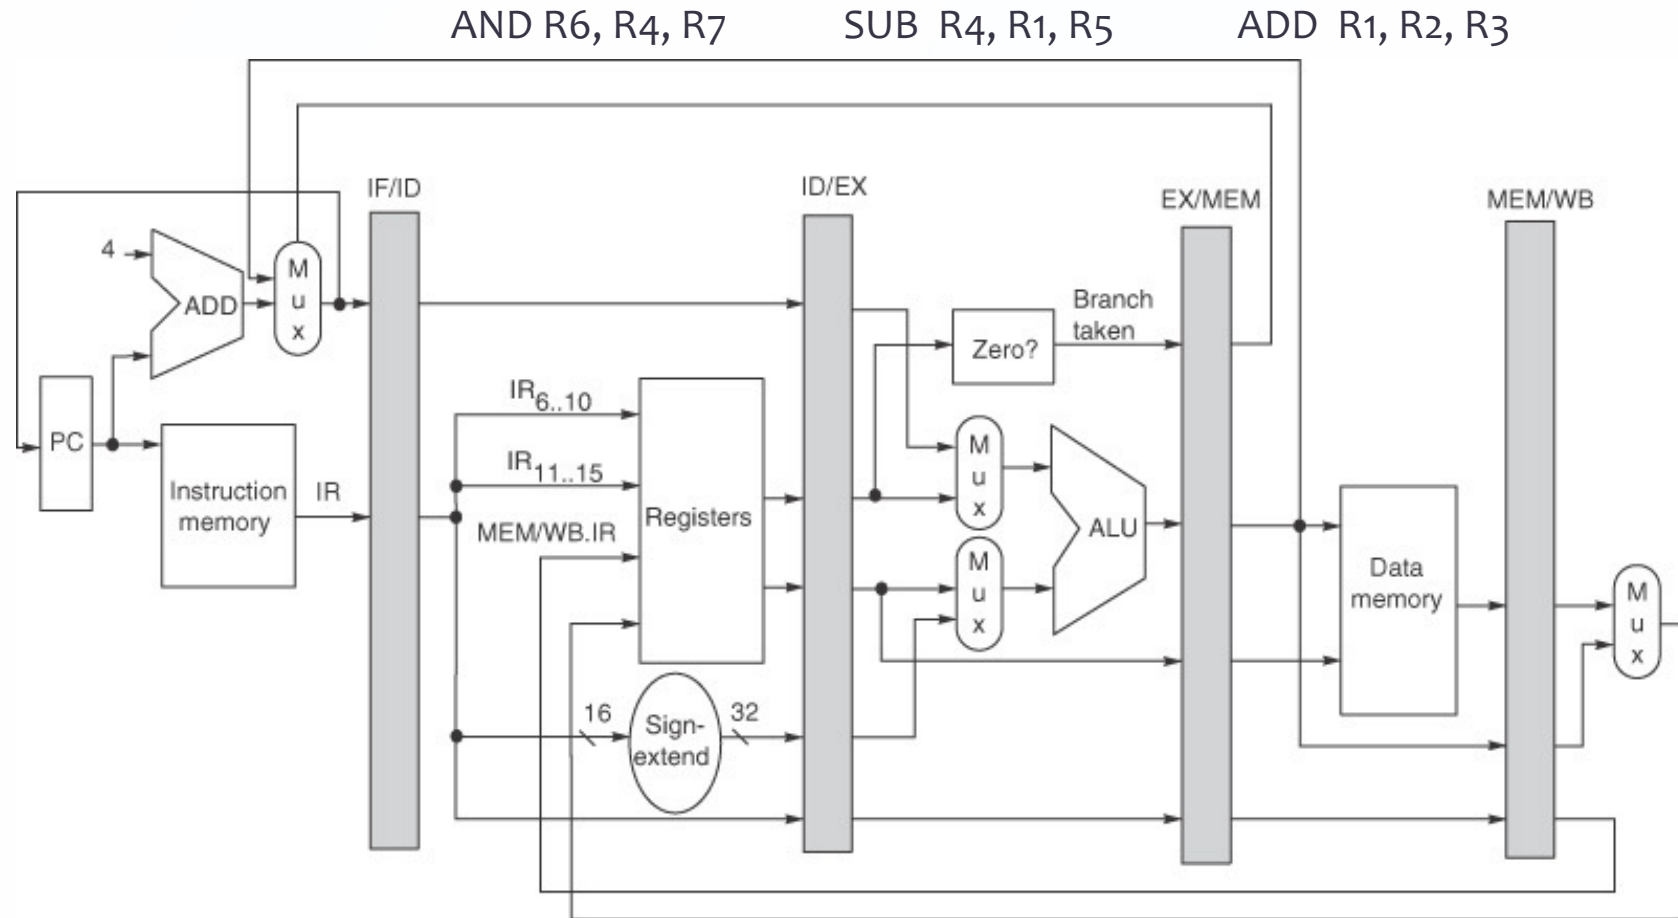 AND R6, R4, R7
SUB R4, R1, R5
ADD R1, R2, R3
IF/ID
ID/EX
EX/MEM
MEM/WB
4
ADD
M
u
x
PC
Instruction
memory
IR
IR6..10
IR11..15
MEM/WB.IR
Registers
16
Sign-
extend
32
Zero?
Branch
taken
M
u
x
M
u
x
ALU
Data
memory
M
u
x